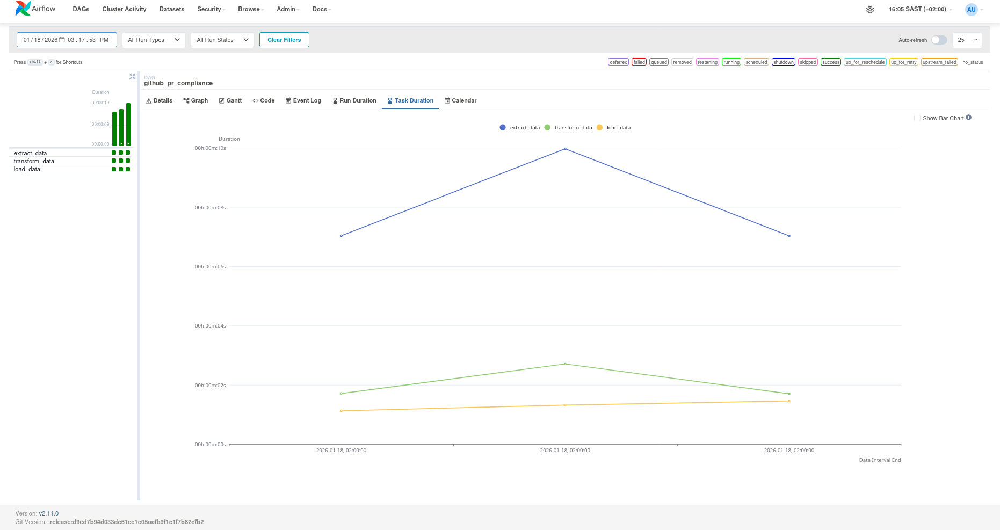 Airflow DAGs Cluster Activity Datasets Security Browse Admin Docs 16:05 SAST (+02:00) AU
01 / 18 / 2026 03 : 17 : 53 PM All Run Types All Run States Clear Filters Auto-refresh 25
Press shift + / for Shortcuts deferred failed queued removed restarting running scheduled shutdown skipped success up_for_reschedule up_for_retry upstream_failed no_status
DAG
github_pr_compliance
Details Graph Gantt Code Event Log Run Duration Task Duration Calendar
Duration
00:00:19
00:00:09
00:00:00
extract_data
transform_data
load_data
Show Bar Chart
extract_data transform_data load_data
Duration
00h:00m:10s
00h:00m:08s
00h:00m:06s
00h:00m:04s
00h:00m:02s
00h:00m:00s
2026-01-18, 02:00:00 2026-01-18, 02:00:00 2026-01-18, 02:00:00
Data Interval End
Version: v2.11.0
Git Version: .release:d9ed7b94d033dc61ee1c05aafb9f1c1f7b82cfb2